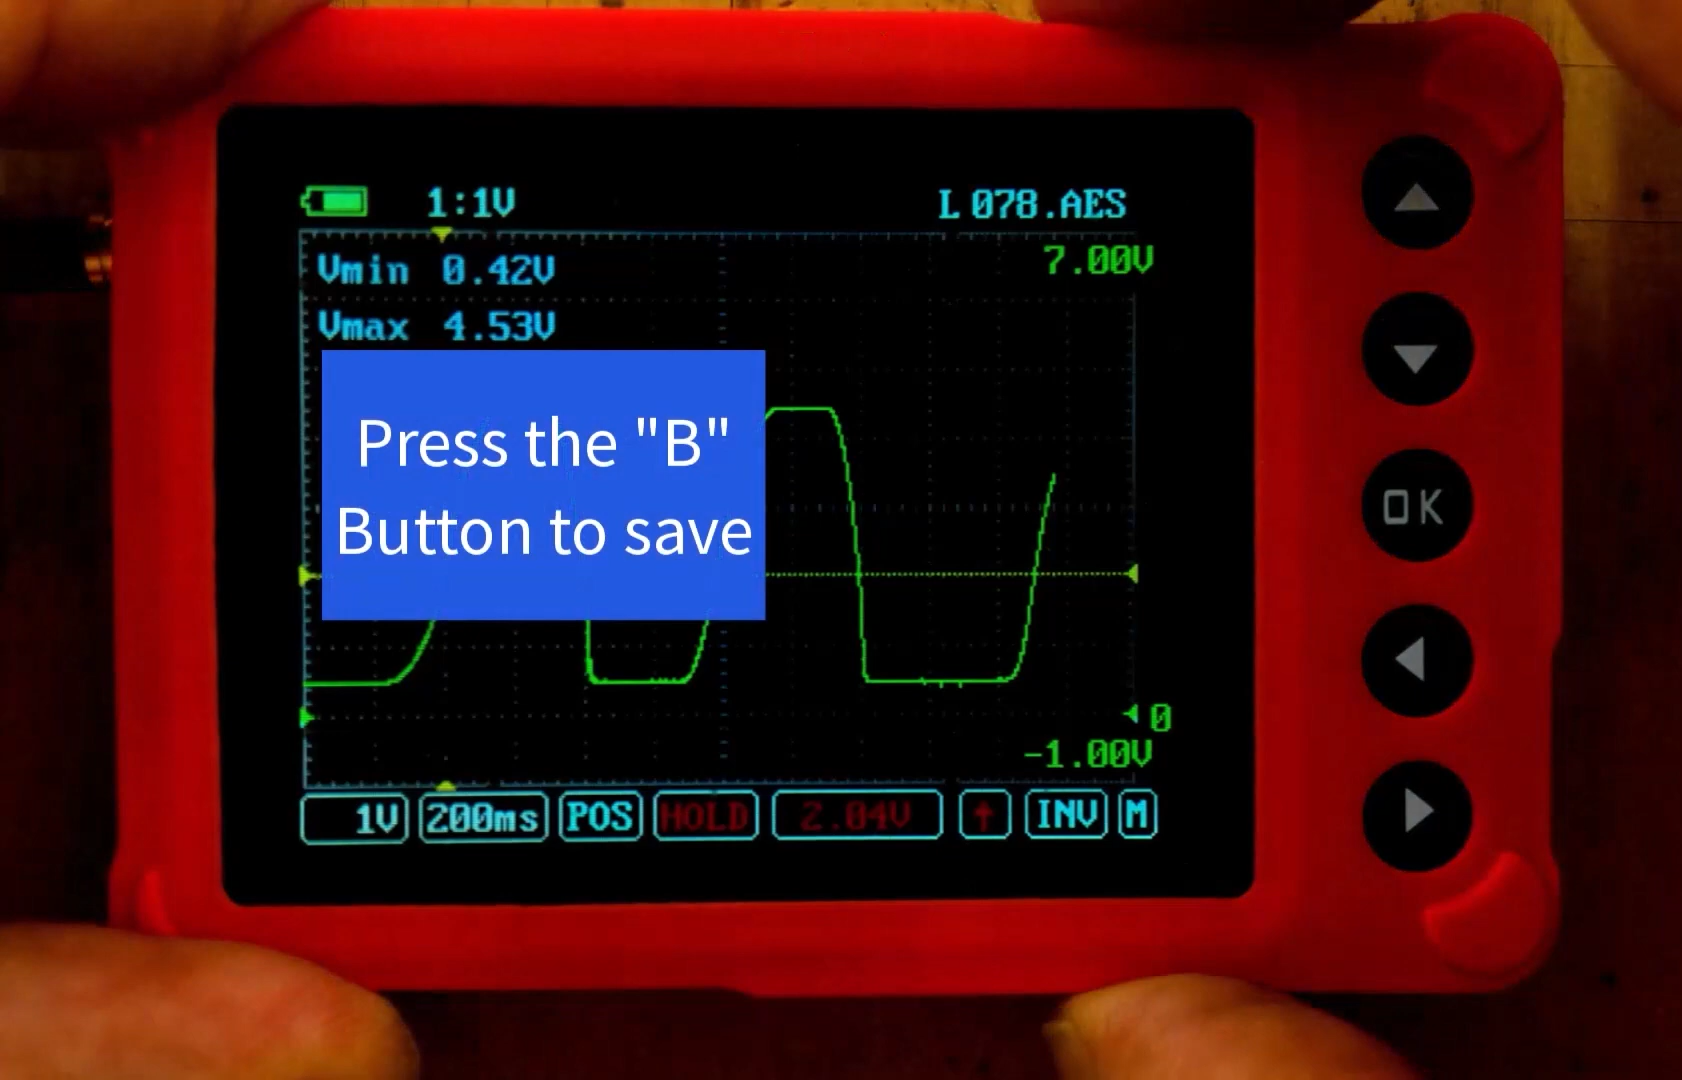 1:1V L 078.AES
Vmin 0.42V 7.00V
Vmax 4.53V
Press the "B"
Button to save
OK
0
-1.00V
1V 200ms POS HOLD 2.04V ↑ INV M